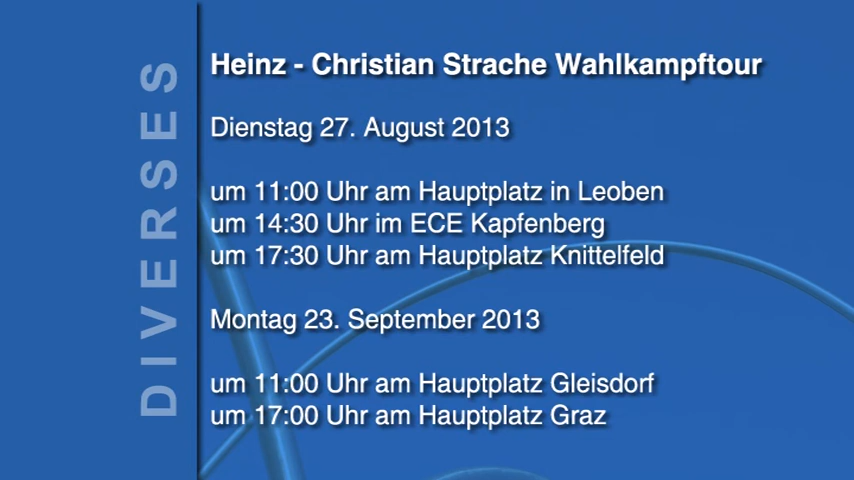 DIVERSES
Heinz - Christian Strache Wahlkampftour
Dienstag 27. August 2013
um 11:00 Uhr am Hauptplatz in Leoben
um 14:30 Uhr im ECE Kapfenberg
um 17:30 Uhr am Hauptplatz Knittelfeld
Montag 23. September 2013
um 11:00 Uhr am Hauptplatz Gleisdorf
um 17:00 Uhr am Hauptplatz Graz